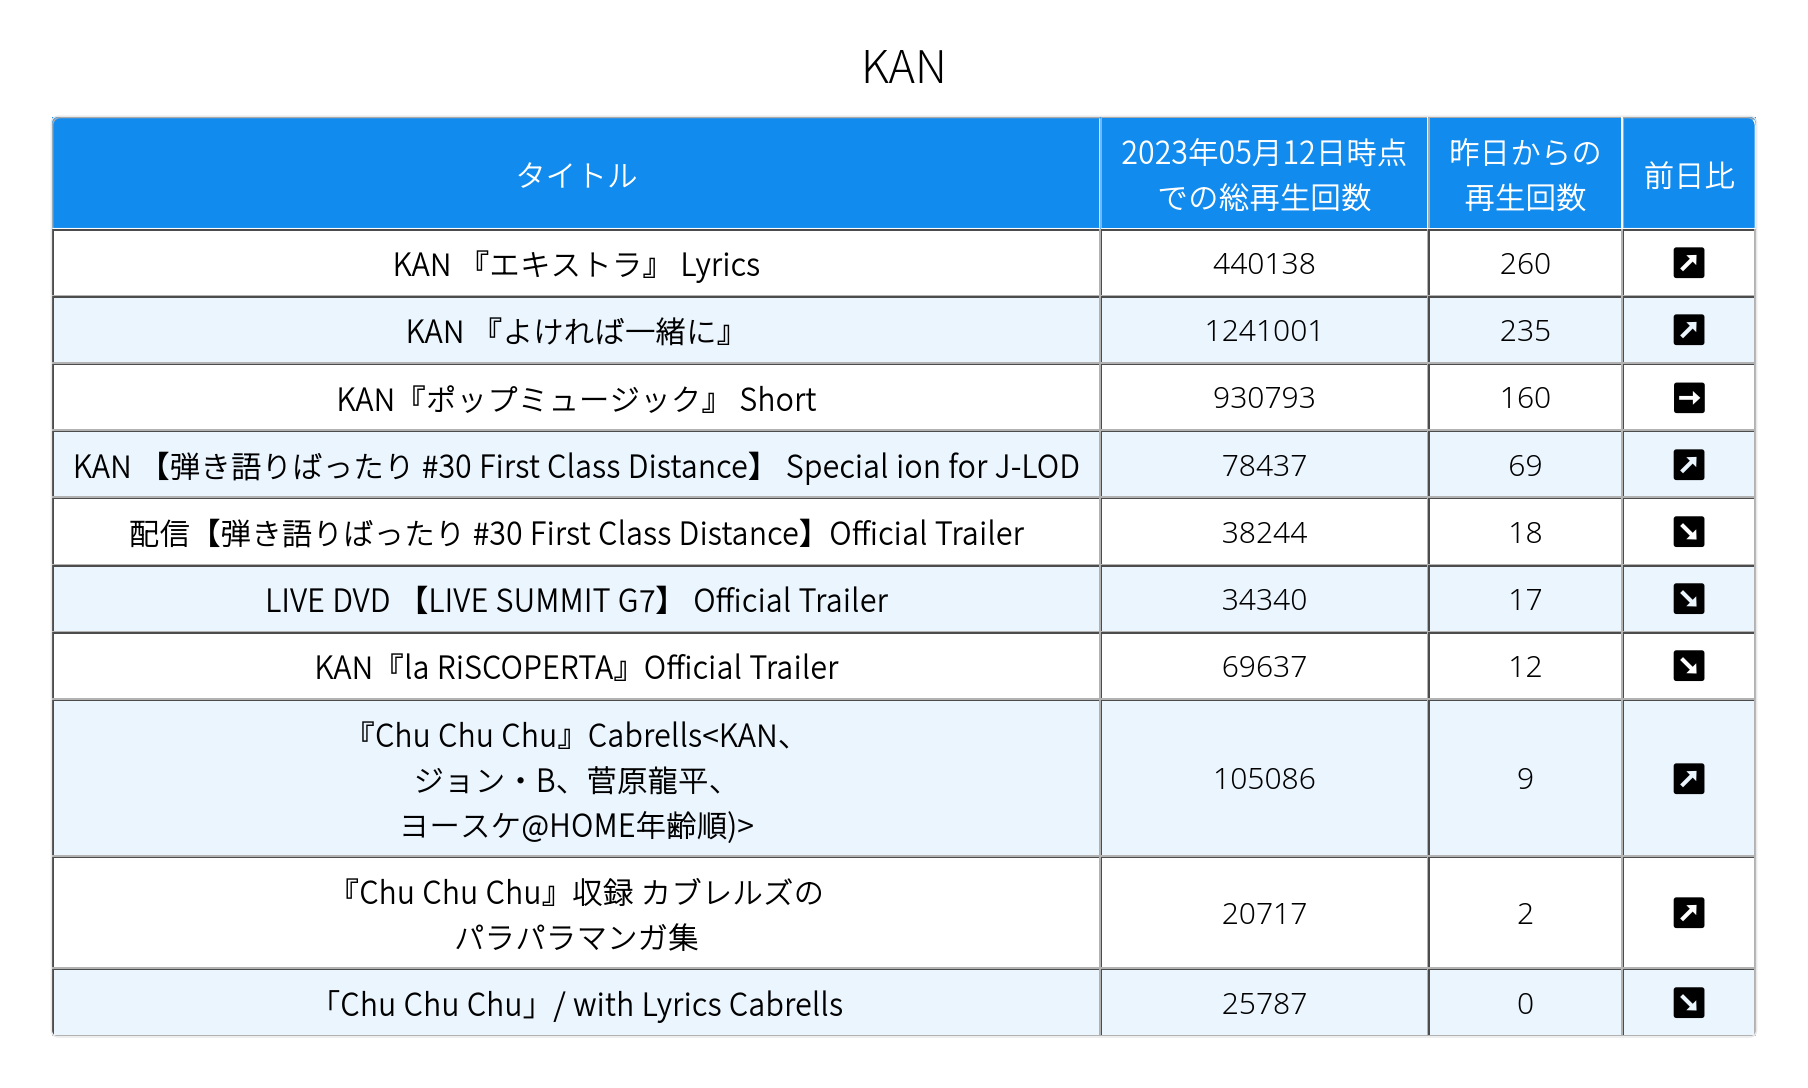 KAN
タイトル
2023年05月12日時点
での総再生回数
昨日からの
再生回数
前日比
KAN 『エキストラ』 Lyrics
440138
260
KAN 『よければ一緒に』
1241001
235
KAN『ポップミュージック』 Short
930793
160
KAN 【弾き語りばったり #30 First Class Distance】 Special ion for J-LOD
78437
69
配信【弾き語りばったり #30 First Class Distance】Official Trailer
38244
18
LIVE DVD 【LIVE SUMMIT G7】 Official Trailer
34340
17
KAN『la RiSCOPERTA』Official Trailer
69637
12
『Chu Chu Chu』Cabrells<KAN、
ジョン・B、菅原龍平、
ヨースケ@HOME年齢順)>
105086
9
『Chu Chu Chu』収録 カブレルズの
パラパラマンガ集
20717
2
「Chu Chu Chu」/ with Lyrics Cabrells
25787
0